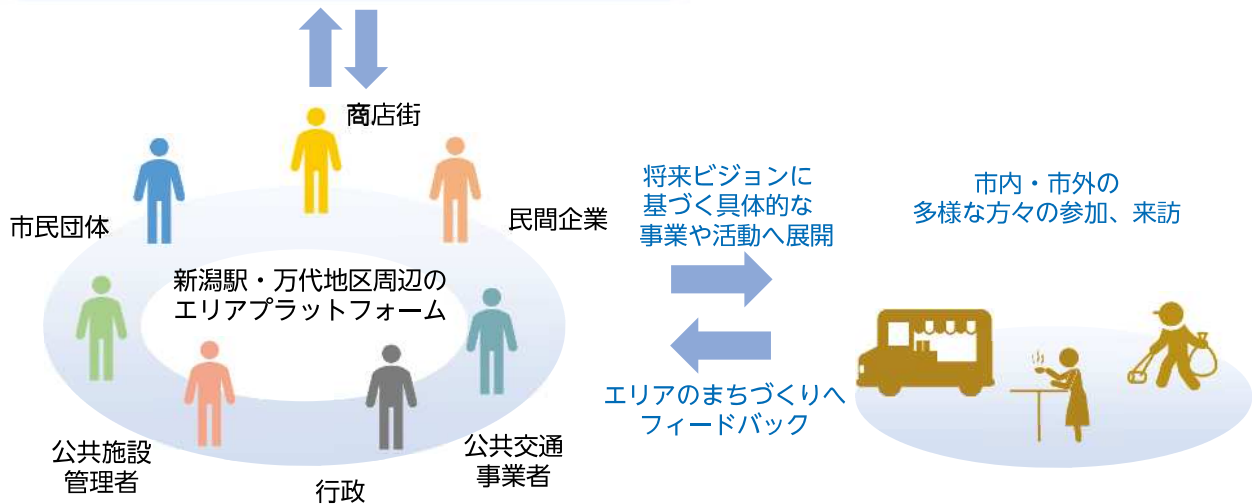 商店街
市民団体
民間企業
新潟駅・万代地区周辺の
エリアプラットフォーム
公共施設
管理者
行政
公共交通
事業者
将来ビジョンに
基づく具体的な
事業や活動へ展開
エリアのまちづくりへ
フィードバック
市内・市外の
多様な方々の参加、来訪